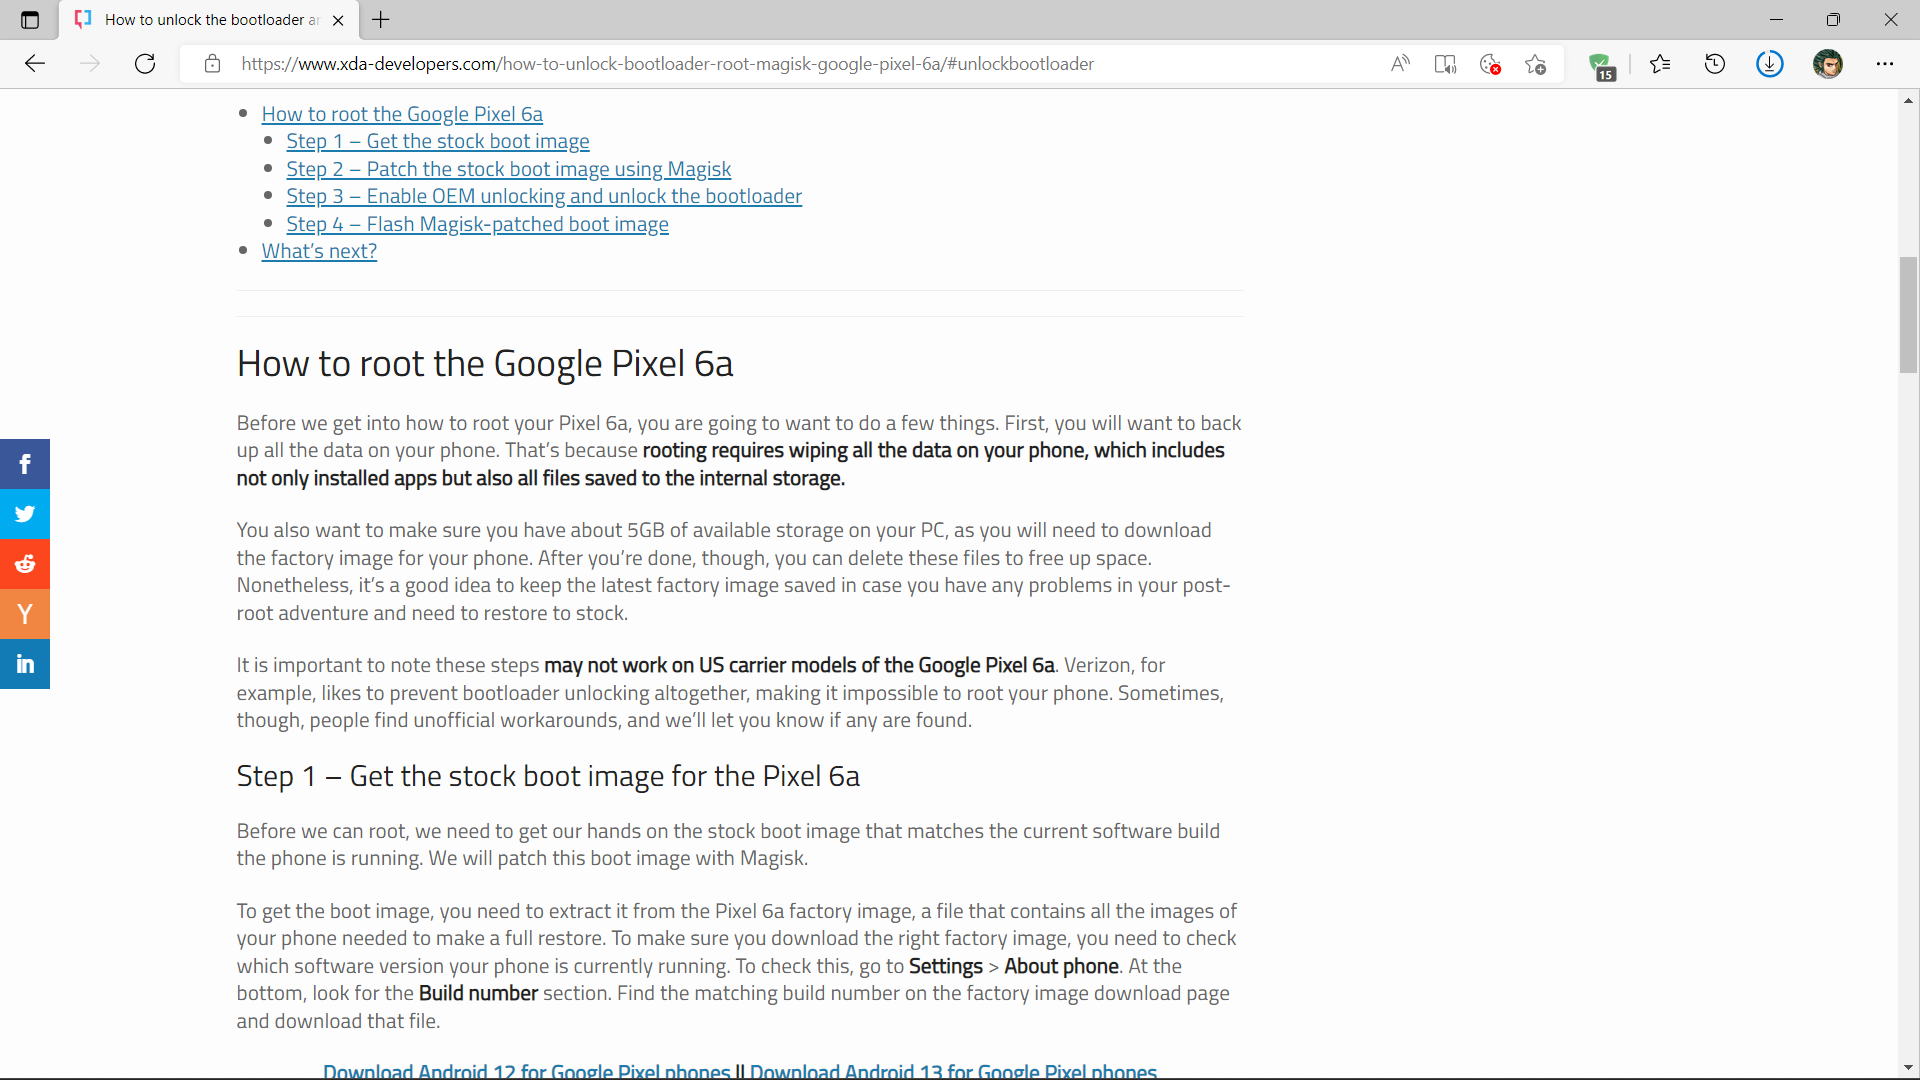 How to unlock the bootloader ar
https://www.xda-developers.com/how-to-unlock-bootloader-root-magisk-google-pixel-6a/#unlockbootloader
15
How to root the Google Pixel 6a
Step 1 – Get the stock boot image
Step 2 – Patch the stock boot image using Magisk
Step 3 – Enable OEM unlocking and unlock the bootloader
Step 4 – Flash Magisk-patched boot image
What's next?
How to root the Google Pixel 6a
Before we get into how to root your Pixel 6a, you are going to want to do a few things. First, you will want to back
up all the data on your phone. That's because rooting requires wiping all the data on your phone, which includes
not only installed apps but also all files saved to the internal storage.
You also want to make sure you have about 5GB of available storage on your PC, as you will need to download
the factory image for your phone. After you're done, though, you can delete these files to free up space.
Nonetheless, it's a good idea to keep the latest factory image saved in case you have any problems in your post-
root adventure and need to restore to stock.
It is important to note these steps may not work on US carrier models of the Google Pixel 6a. Verizon, for
example, likes to prevent bootloader unlocking altogether, making it impossible to root your phone. Sometimes,
though, people find unofficial workarounds, and we'll let you know if any are found.
Step 1 – Get the stock boot image for the Pixel 6a
Before we can root, we need to get our hands on the stock boot image that matches the current software build
the phone is running. We will patch this boot image with Magisk.
To get the boot image, you need to extract it from the Pixel 6a factory image, a file that contains all the images of
your phone needed to make a full restore. To make sure you download the right factory image, you need to check
which software version your phone is currently running. To check this, go to Settings > About phone. At the
bottom, look for the Build number section. Find the matching build number on the factory image download page
and download that file.
Download Android 12 for Google Pixel phones || Download Android 13 for Google Pixel phones